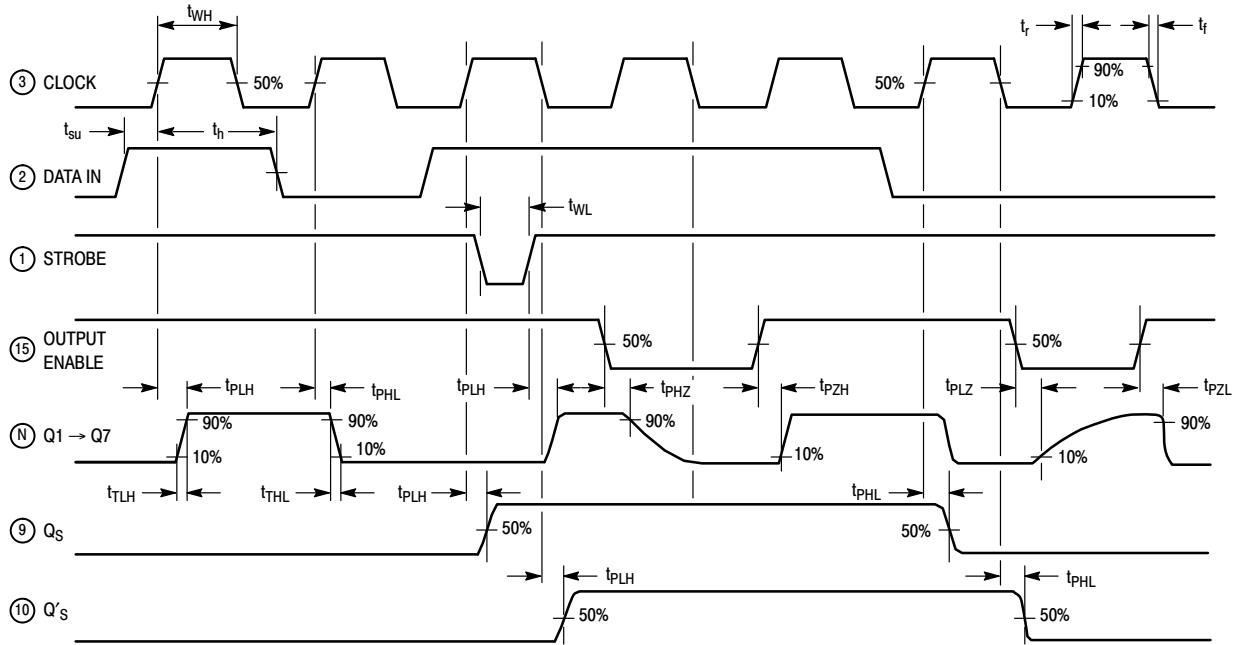 tWH
tr
tf
3 CLOCK
50%
50%
90%
10%
tsu
th
2 DATA IN
tWL
1 STROBE
15 OUTPUT
ENABLE
50%
50%
tPLH
tPHL
tPLH
tPHZ
tPZH
tPLZ
tPZL
N Q1 → Q7
90%
90%
90%
90%
10%
10%
10%
10%
tTLH
tTHL
tPLH
tPHL
9 QS
50%
50%
tPLH
tPHL
10 Q′S
50%
50%